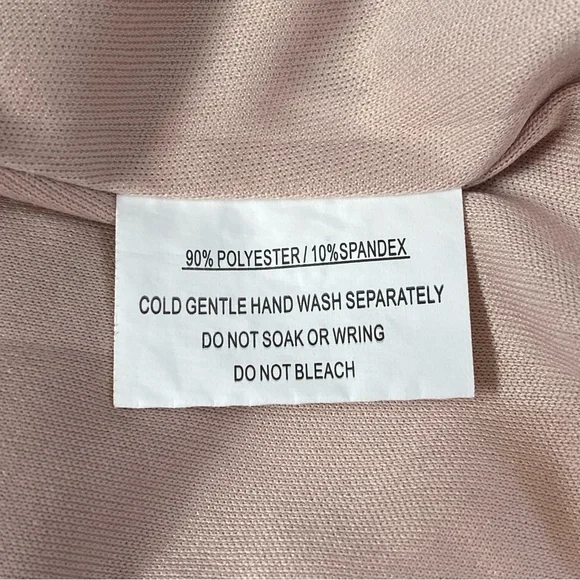 90% POLYESTER / 10%SPANDEX
COLD GENTLE HAND WASH SEPARATELY
DO NOT SOAK OR WRING
DO NOT BLEACH